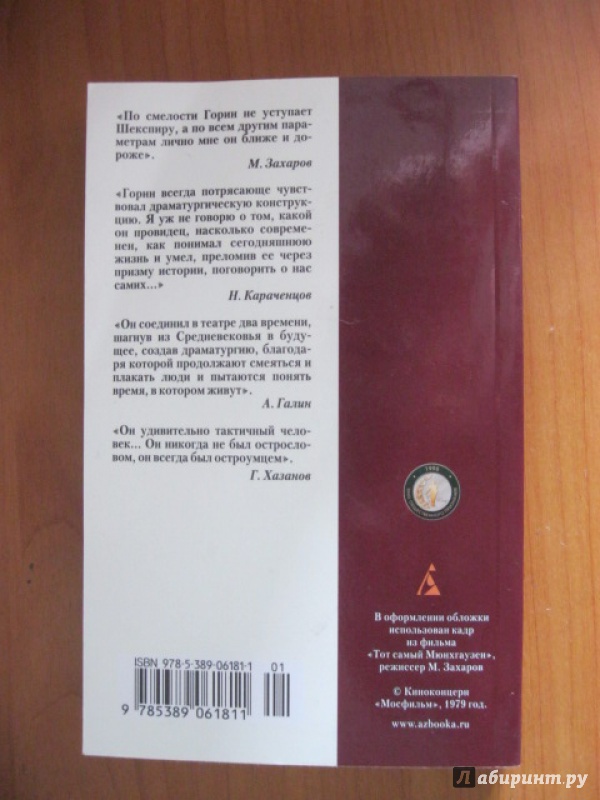 «По смелости Горин не уступает
Шекспиру, а по всем другим пара-
метрам лично мне он ближе и до-
роже».
М. Захаров
«Горин всегда потрясающе чувст-
вовал драматургическую конструк-
цию. Я уж не говорю о том, какой
он провидец, насколько современ-
нен, как понимал сегодняшнюю
жизнь и умел, преломив ее через
призму истории, поговорить о нас
самих...»
Н. Караченцов
«Он соединил в театре два времени,
шагнув из Средневековья в буду-
щее, создав драматургию, благода-
ря которой продолжают смеяться и
плакать люди и пытаются понять
время, в котором живут».
А. Галин
«Он удивительно тактичный чело-
век... Он никогда не был острословом,
он всегда был остроумцем».
Г. Хазанов
ISBN 978-5-389-06181-1
01
9 785389 061811
В оформлении обложки
использован кадр
из фильма
«Тот самый Мюнхгаузен»,
режиссер М. Захаров
© Киноконцерн
«Мосфильм», 1979 год.
www.azbooka.ru
Лабиринт.ру